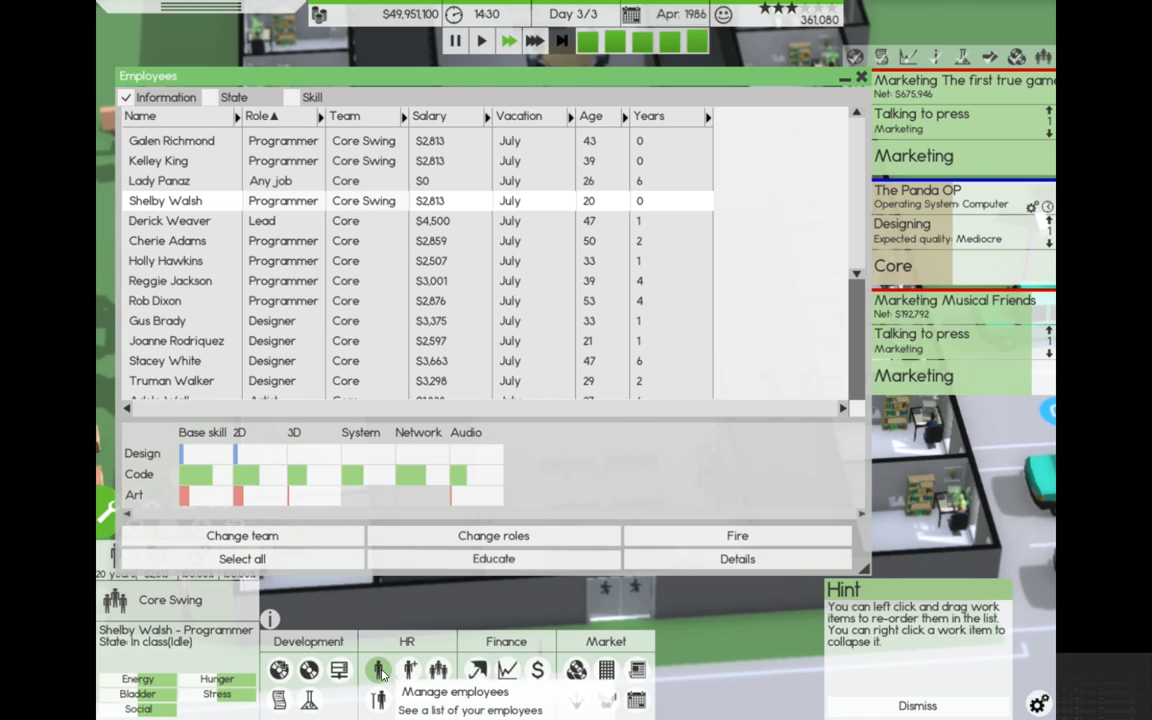 $49,951,100 14:30 Day 3/3 Apr. 1986 361,080
Employees
Information State Skill
Name Role▲ Team Salary Vacation Age Years
Galen Richmond Programmer Core Swing $2,813 July 43 0
Kelley King Programmer Core Swing $2,813 July 39 0
Lady Panaz Any job Core $0 July 26 6
Shelby Walsh Programmer Core Swing $2,813 July 20 0
Derick Weaver Lead Core $4,500 July 47 1
Cherie Adams Programmer Core $2,859 July 50 2
Holly Hawkins Programmer Core $2,507 July 33 1
Reggie Jackson Programmer Core $3,001 July 39 4
Rob Dixon Programmer Core $2,876 July 53 4
Gus Brady Designer Core $3,375 July 33 1
Joanne Rodriquez Designer Core $2,597 July 21 1
Stacey White Designer Core $3,663 July 47 6
Truman Walker Designer Core $3,298 July 29 2
Base skill 2D 3D System Network Audio
Design
Code
Art
Change team Change roles Fire
Select all Educate Details
Marketing The first true gam
Net: $675,946
Talking to press
Marketing
1
Marketing
The Panda OP
Operating System: Computer
Designing
Expected quality: Mediocre
1
Core
Marketing Musical Friends
Net: $192,792
Talking to press
Marketing
1
Marketing
Core Swing
Shelby Walsh - Programmer
State: In class(Idle)
Energy Hunger
Bladder Stress
Social
Development HR Finance Market
Manage employees
See a list of your employees
Hint
You can left click and drag work
items to re-order them in the list.
You can right click a work item to
collapse it.
Dismiss